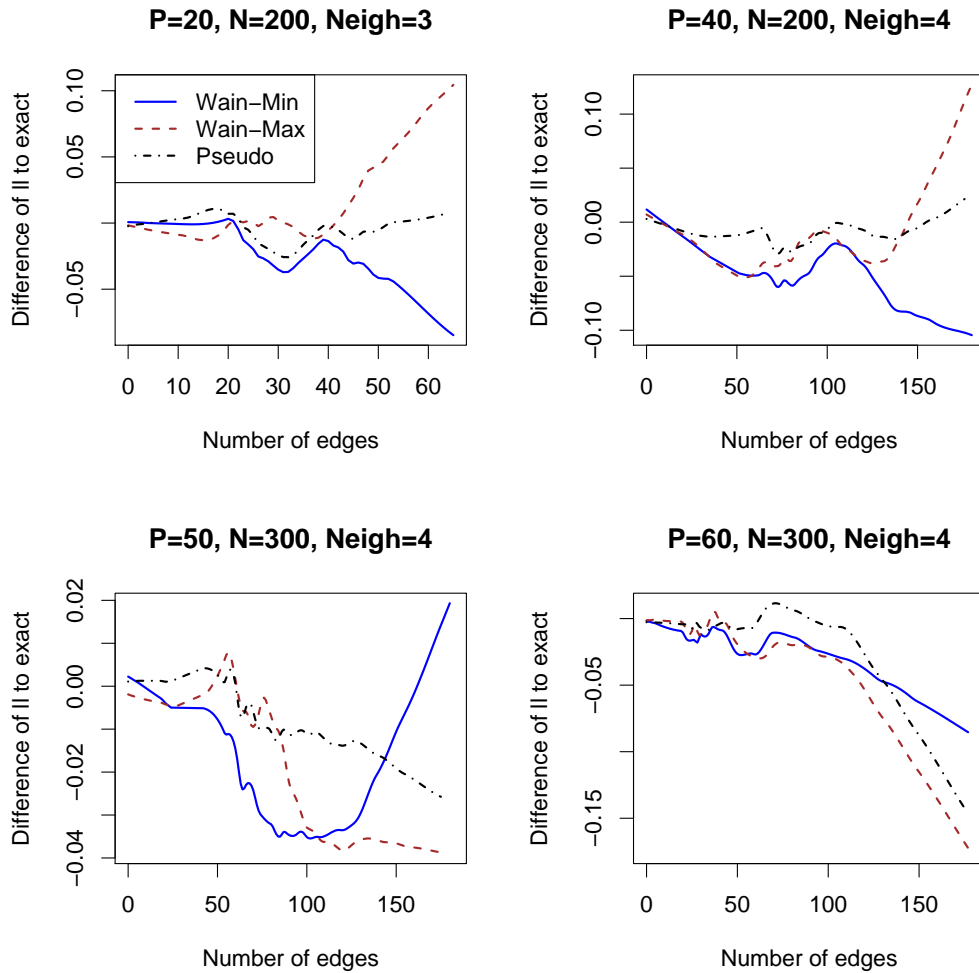 P=20, N=200, Neigh=3
Difference of ll to exact
0.10
0.05
−0.05
Wain−Min
Wain−Max
Pseudo
0 10 20 30 40 50 60
Number of edges
P=40, N=200, Neigh=4
Difference of ll to exact
0.10
0.00
−0.10
0 50 100 150
Number of edges
P=50, N=300, Neigh=4
Difference of ll to exact
0.02
0.00
−0.02
−0.04
0 50 100 150
Number of edges
P=60, N=300, Neigh=4
Difference of ll to exact
−0.05
−0.15
0 50 100 150
Number of edges